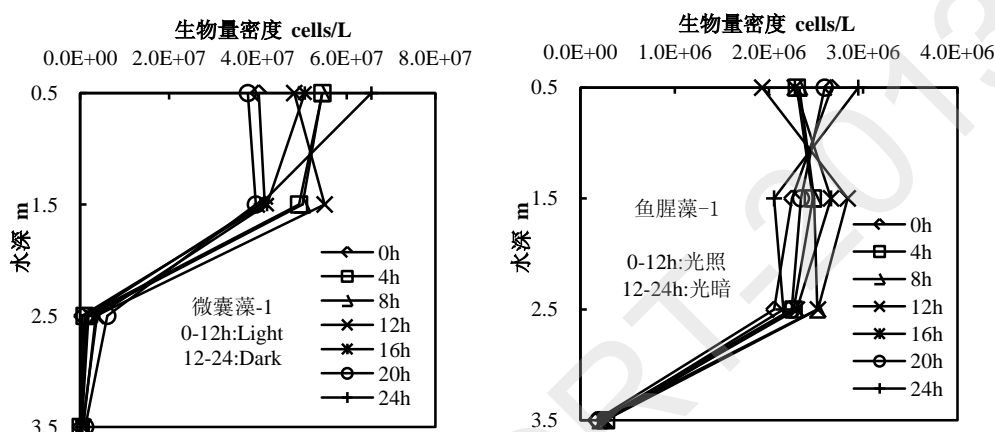 生物量密度 cells/L
0.0E+00 2.0E+07 4.0E+07 6.0E+07 8.0E+07
0.5
1.5
2.5
3.5
水深 m
微囊藻-1
0-12h:Light
12-24:Dark
0h
4h
8h
12h
16h
20h
24h
生物量密度 cells/L
0.0E+00 1.0E+06 2.0E+06 3.0E+06 4.0E+06
0.5
1.5
2.5
3.5
水深 m
鱼腥藻-1
0-12h:光照
12-24h:光暗
0h
4h
8h
12h
16h
20h
24h
RT-2013